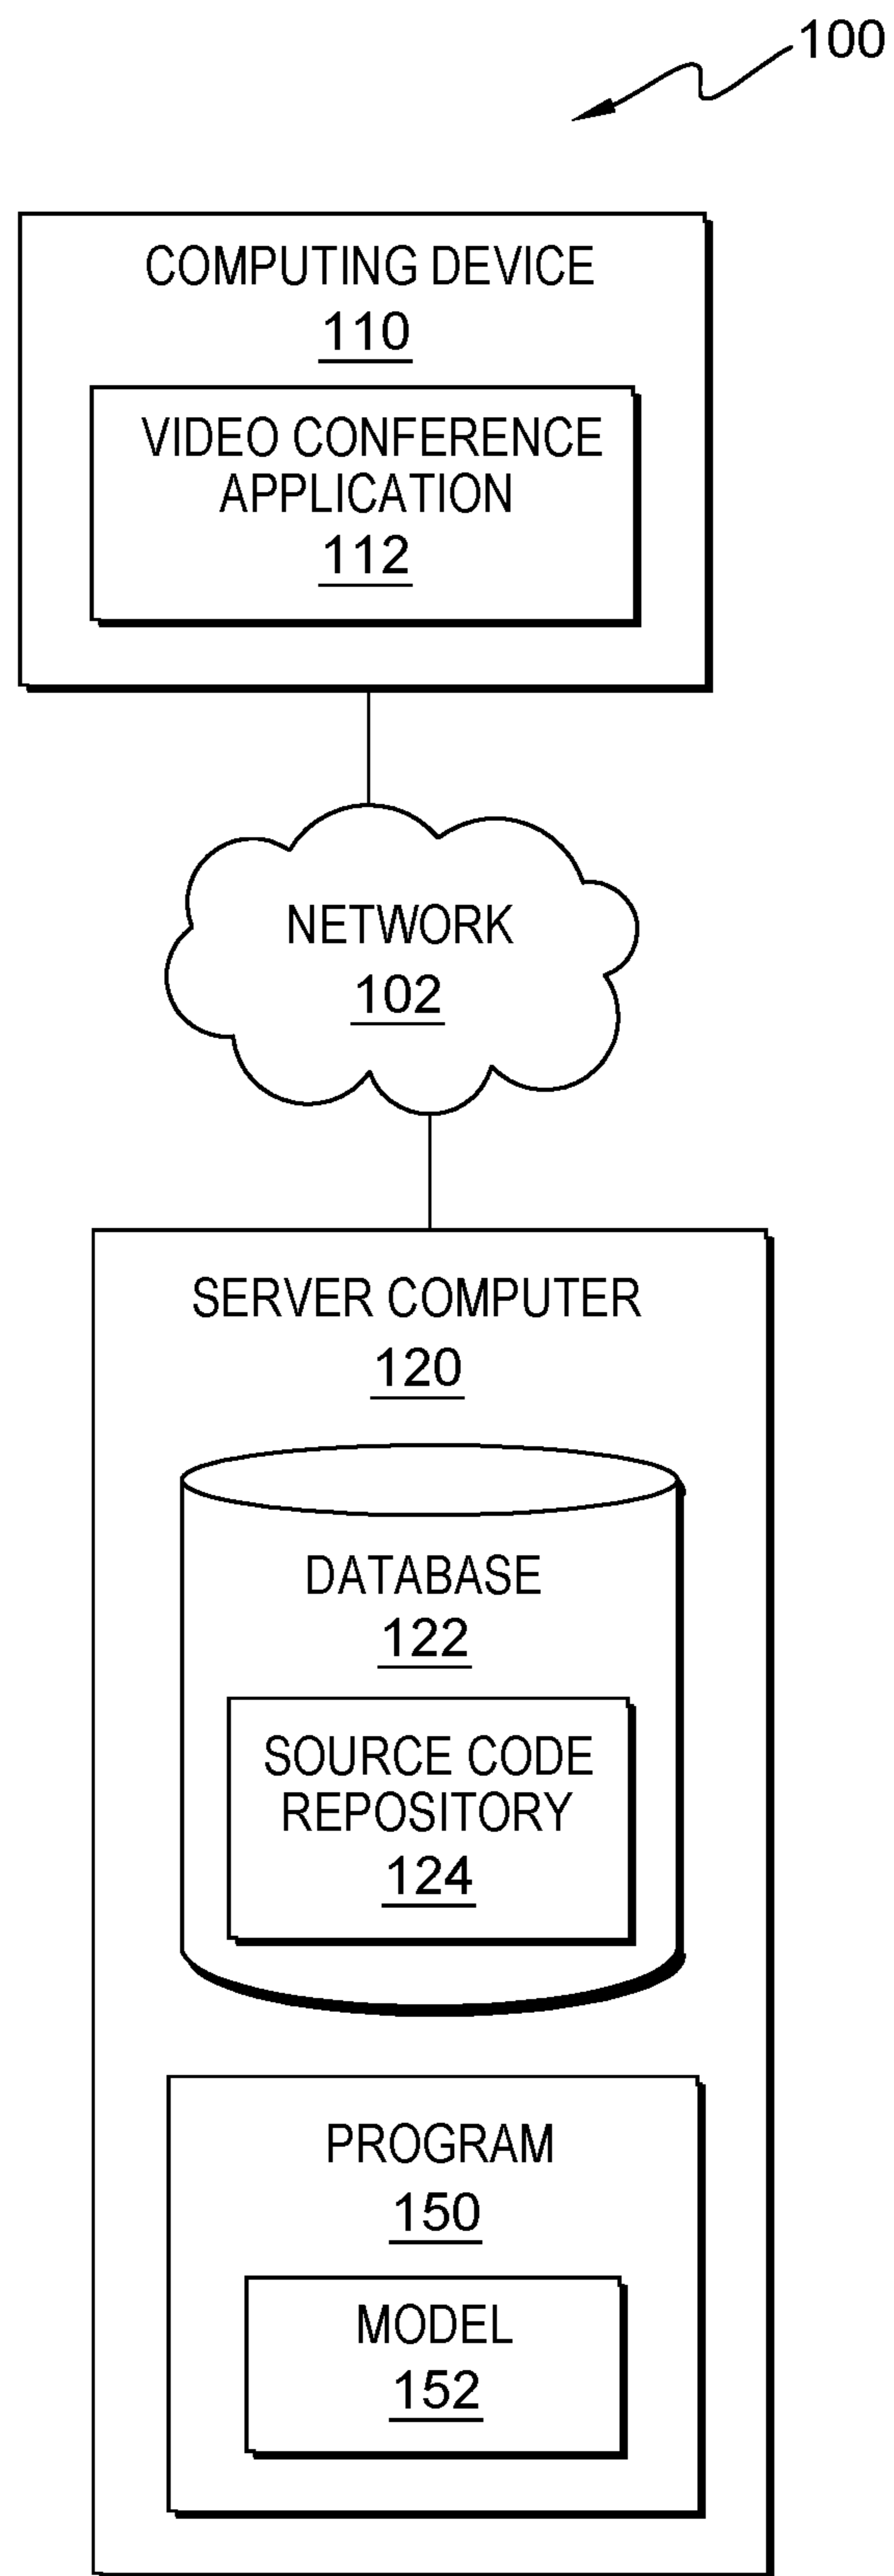 100
COMPUTING DEVICE
110
VIDEO CONFERENCE
APPLICATION
112
NETWORK
102
SERVER COMPUTER
120
DATABASE
122
SOURCE CODE
REPOSITORY
124
PROGRAM
150
MODEL
152